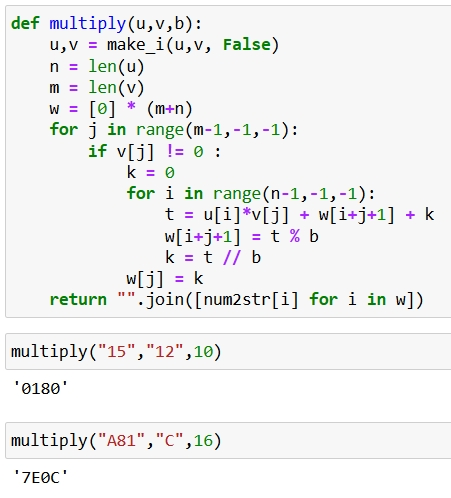 def multiply(u,v,b):
    u,v = make_i(u,v, False)
    n = len(u)
    m = len(v)
    w = [0] * (m+n)
    for j in range(m-1,-1,-1):
        if v[j] != 0 :
            k = 0
            for i in range(n-1,-1,-1):
                t = u[i]*v[j] + w[i+j+1] + k
                w[i+j+1] = t % b
                k = t // b
            w[j] = k
    return "".join([num2str[i] for i in w])
multiply("15","12",10)
'0180'
multiply("A81","C",16)
'7E0C'